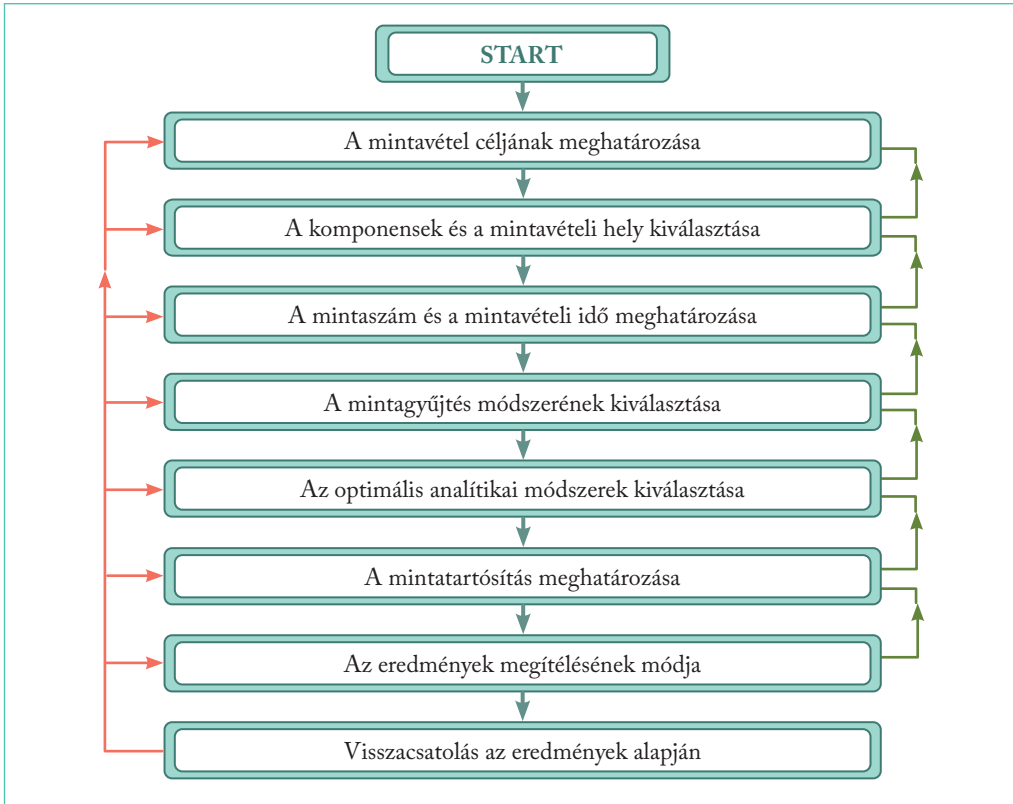 START
A mintavétel céljának meghatározása
A komponensek és a mintavételi hely kiválasztása
A mintaszám és a mintavételi idő meghatározása
A mintagyűjtés módszerének kiválasztása
Az optimális analítikai módszerek kiválasztása
A mintatartósítás meghatározása
Az eredmények megítélésének módja
Visszacsatolás az eredmények alapján